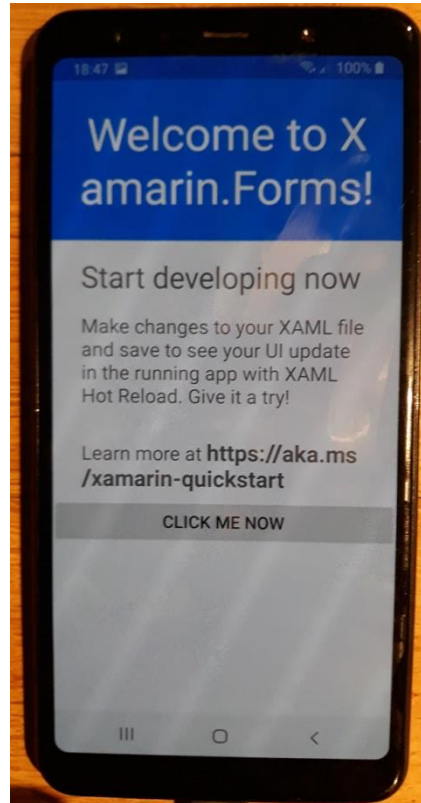 18:47 100%
Welcome to X
amarin.Forms!
Start developing now
Make changes to your XAML file
and save to see your UI update
in the running app with XAML
Hot Reload. Give it a try!
Learn more at https://aka.ms
/xamarin-quickstart
CLICK ME NOW